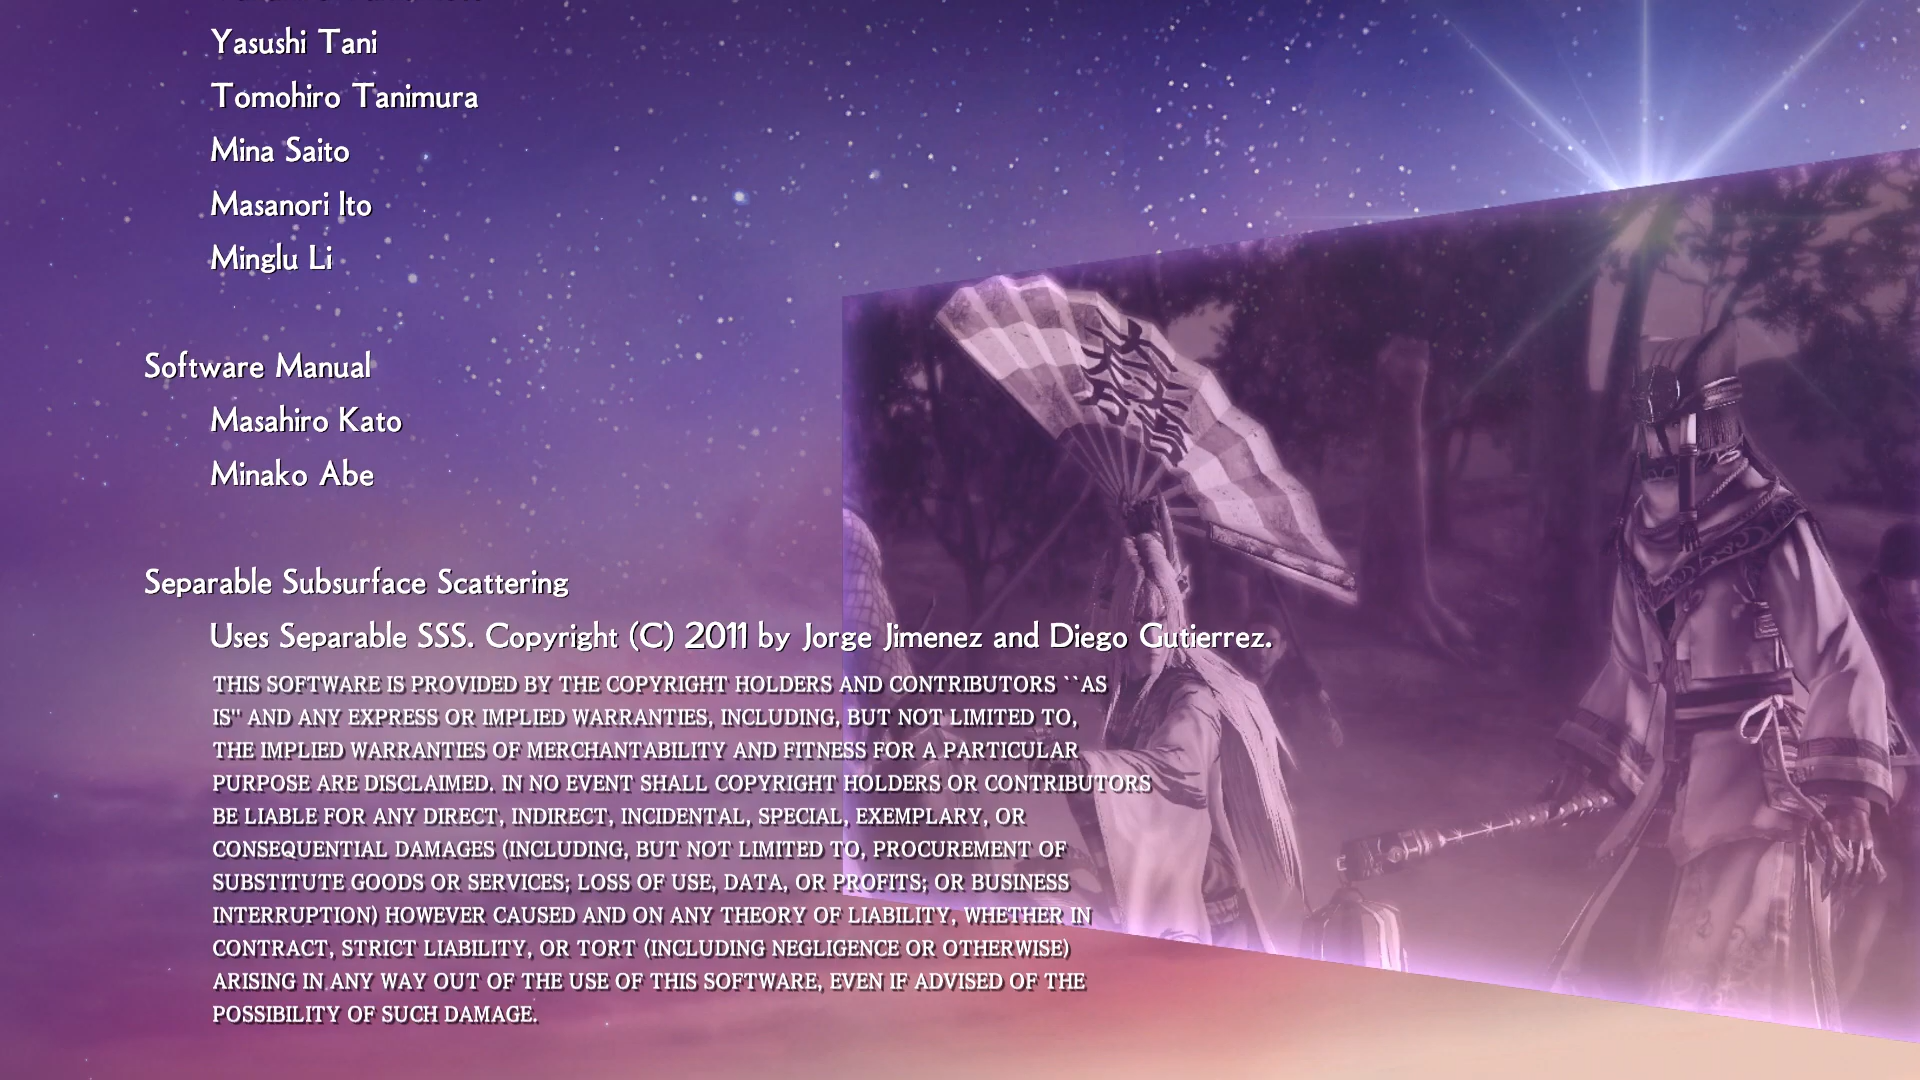 Yasushi Tani
Tomohiro Tanimura
Mina Saito
Masanori Ito
Minglu Li
Software Manual
Masahiro Kato
Minako Abe
Separable Subsurface Scattering
Uses Separable SSS. Copyright (C) 2011 by Jorge Jimenez and Diego Gutierrez.
THIS SOFTWARE IS PROVIDED BY THE COPYRIGHT HOLDERS AND CONTRIBUTORS ``AS
IS'' AND ANY EXPRESS OR IMPLIED WARRANTIES, INCLUDING, BUT NOT LIMITED TO,
THE IMPLIED WARRANTIES OF MERCHANTABILITY AND FITNESS FOR A PARTICULAR
PURPOSE ARE DISCLAIMED. IN NO EVENT SHALL COPYRIGHT HOLDERS OR CONTRIBUTORS
BE LIABLE FOR ANY DIRECT, INDIRECT, INCIDENTAL, SPECIAL, EXEMPLARY, OR
CONSEQUENTIAL DAMAGES (INCLUDING, BUT NOT LIMITED TO, PROCUREMENT OF
SUBSTITUTE GOODS OR SERVICES; LOSS OF USE, DATA, OR PROFITS; OR BUSINESS
INTERRUPTION) HOWEVER CAUSED AND ON ANY THEORY OF LIABILITY, WHETHER IN
CONTRACT, STRICT LIABILITY, OR TORT (INCLUDING NEGLIGENCE OR OTHERWISE)
ARISING IN ANY WAY OUT OF THE USE OF THIS SOFTWARE, EVEN IF ADVISED OF THE
POSSIBILITY OF SUCH DAMAGE.